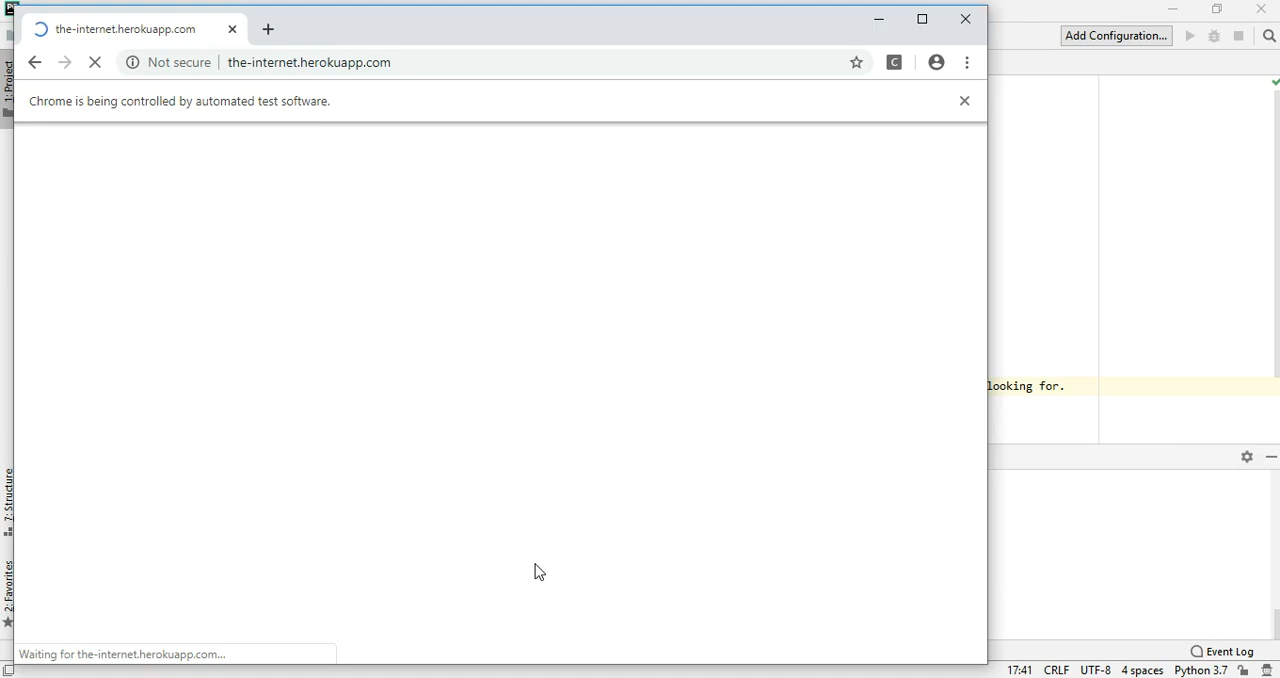 PC
the-internet.herokuapp.com
Add Configuration...
Not secure
the-internet.herokuapp.com
C
1: Project
Chrome is being controlled by automated test software.
looking for.
7: Structure
2: Favorites
Waiting for the-internet.herokuapp.com...
Event Log
17:41 CRLF UTF-8 4 spaces Python 3.7